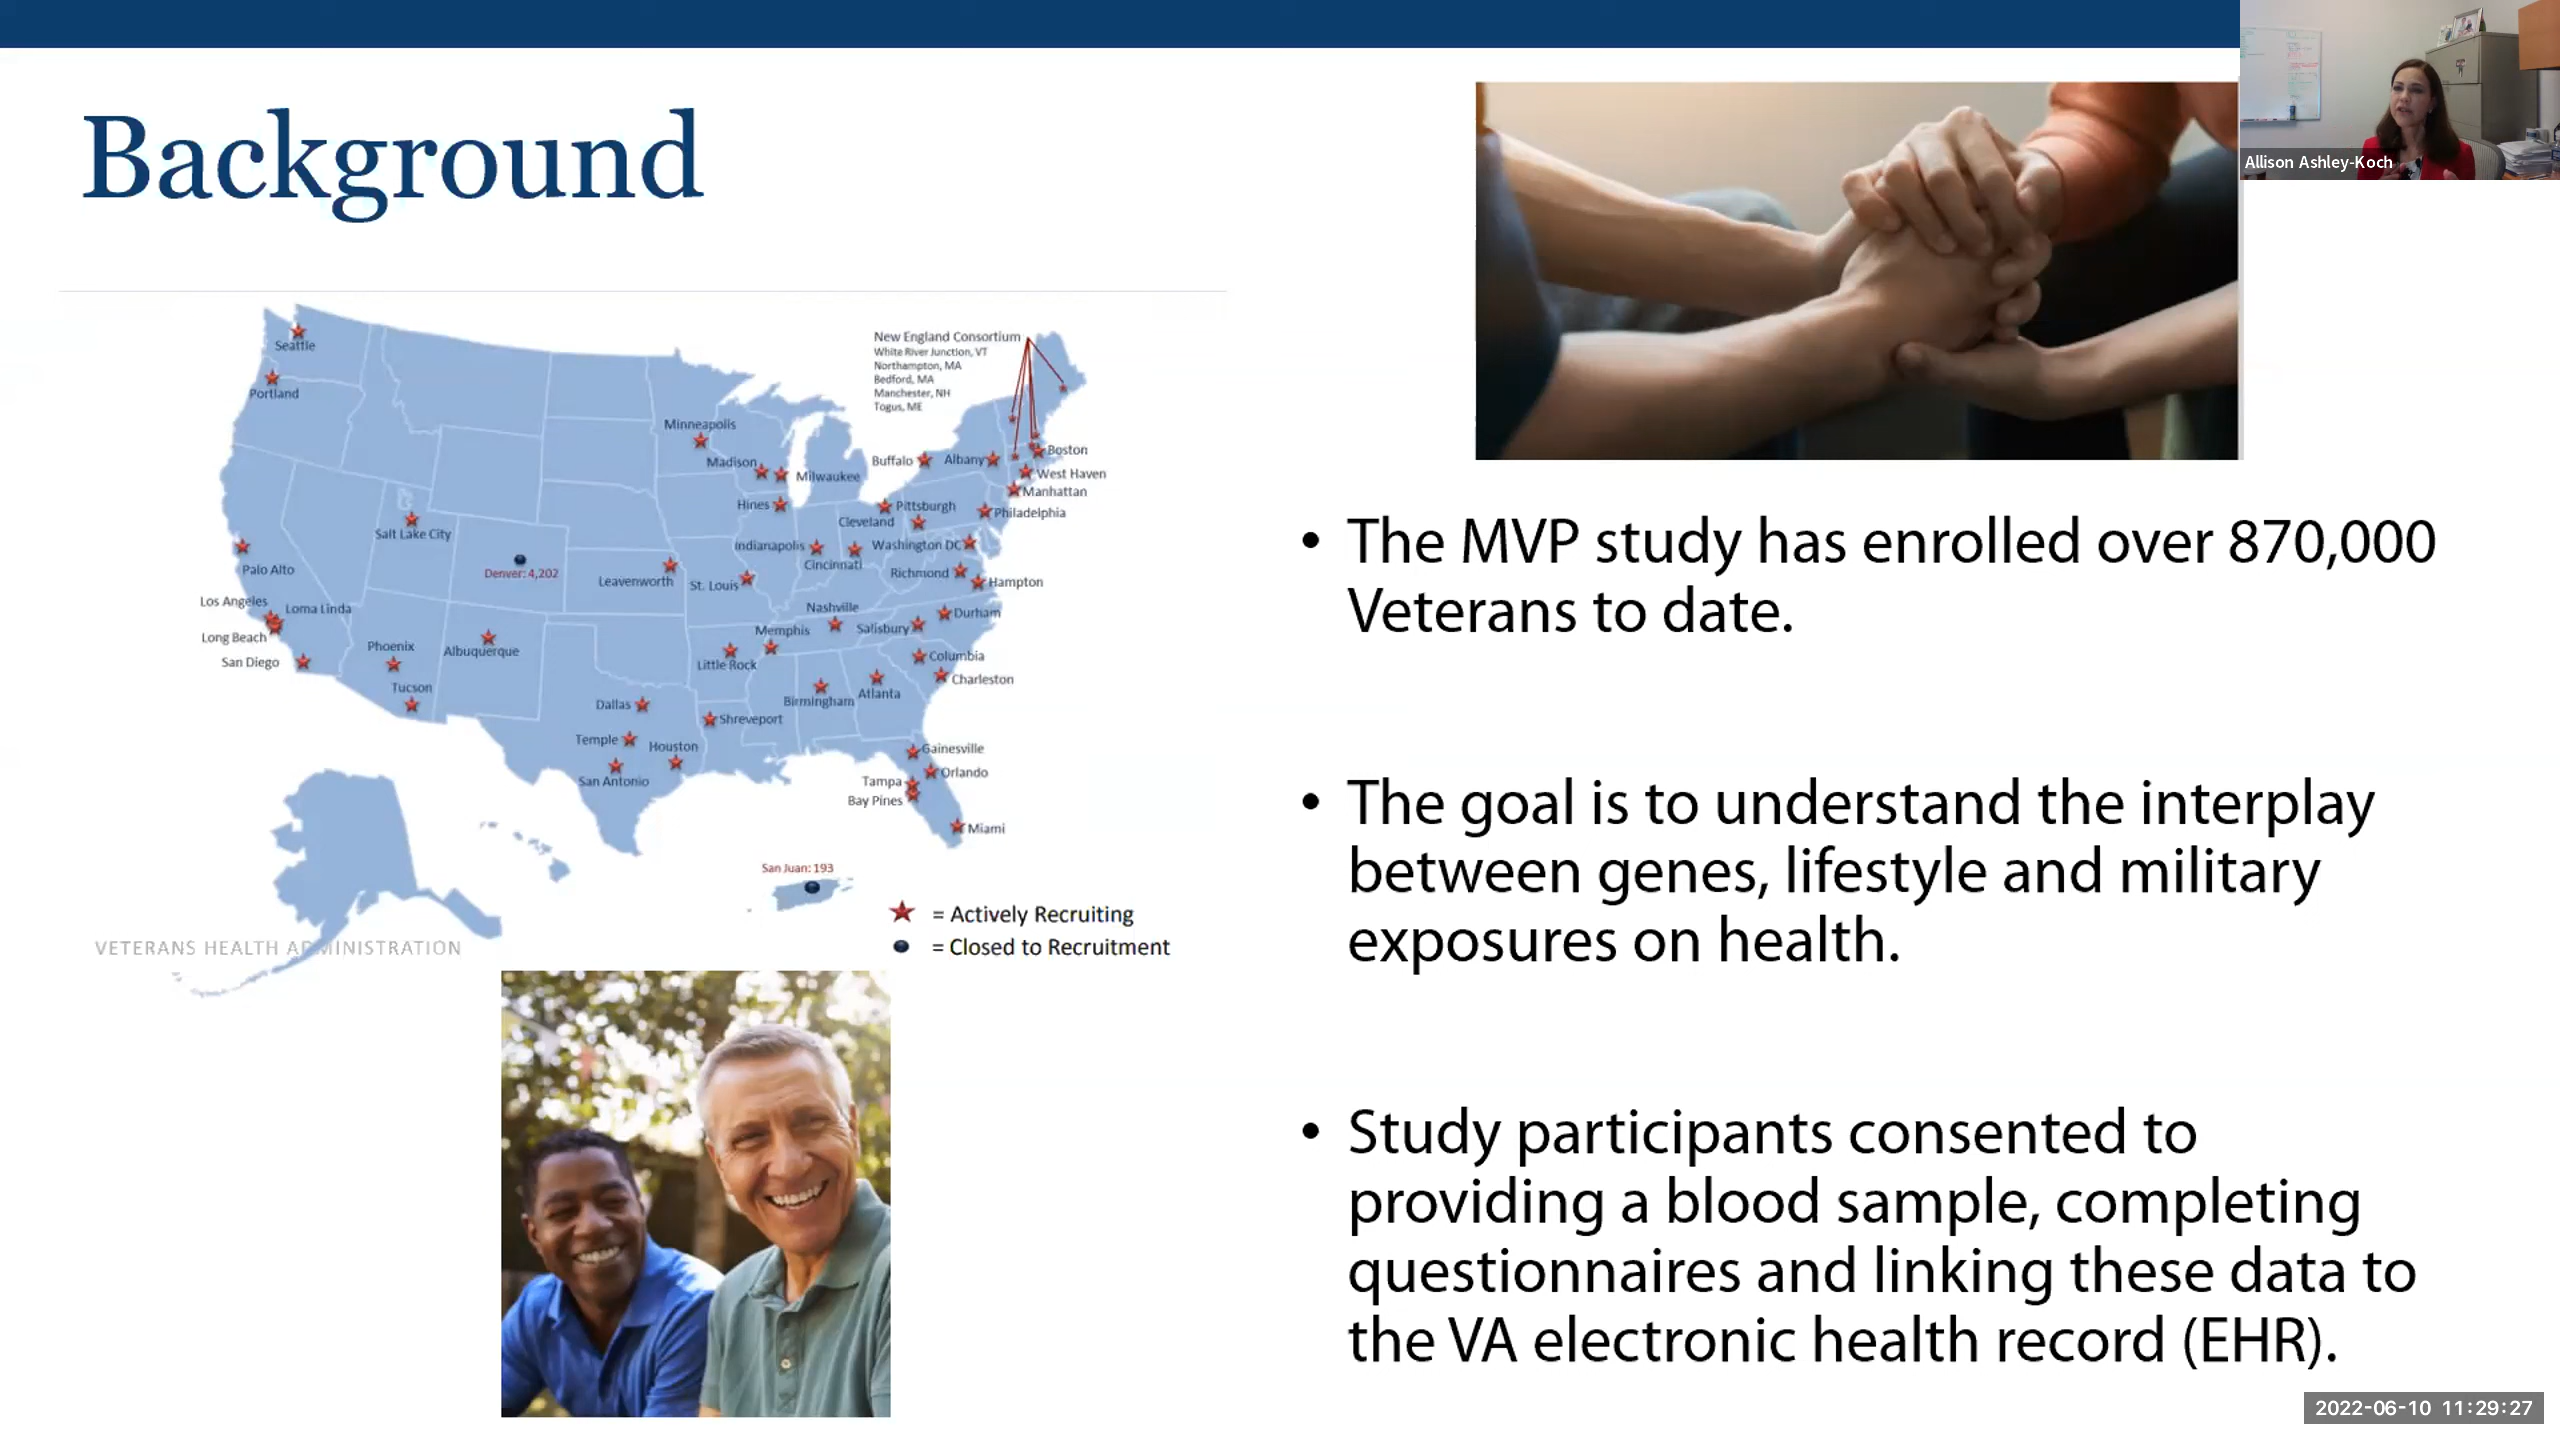 Background
Allison Ashley-Koch
New England Consortium
White River Junction, VT
Northampton, MA
Bedford, MA
Manchester, NH
Togus, ME
Seattle
Portland
Minneapolis
Madison
Milwaukee
Buffalo
Albany
Boston
West Haven
Manhattan
Hines
Pittsburgh
Philadelphia
Cleveland
Salt Lake City
Indianapolis
Washington DC
Cincinnati
Palo Alto
Denver: 4,202
Leavenworth
St. Louis
Richmond
Hampton
Los Angeles
Loma Linda
Nashville
Durham
Long Beach
Memphis
Salisbury
San Diego
Phoenix
Albuquerque
Little Rock
Columbia
Charleston
Tucson
Birmingham
Atlanta
Dallas
Shreveport
Temple
Houston
Gainesville
San Antonio
Orlando
Tampa
Bay Pines
Miami
San Juan: 193
= Actively Recruiting
= Closed to Recruitment
VETERANS HEALTH ADMINISTRATION
• The MVP study has enrolled over 870,000
Veterans to date.
• The goal is to understand the interplay
between genes, lifestyle and military
exposures on health.
• Study participants consented to
providing a blood sample, completing
questionnaires and linking these data to
the VA electronic health record (EHR).
2022-06-10 11:29:27